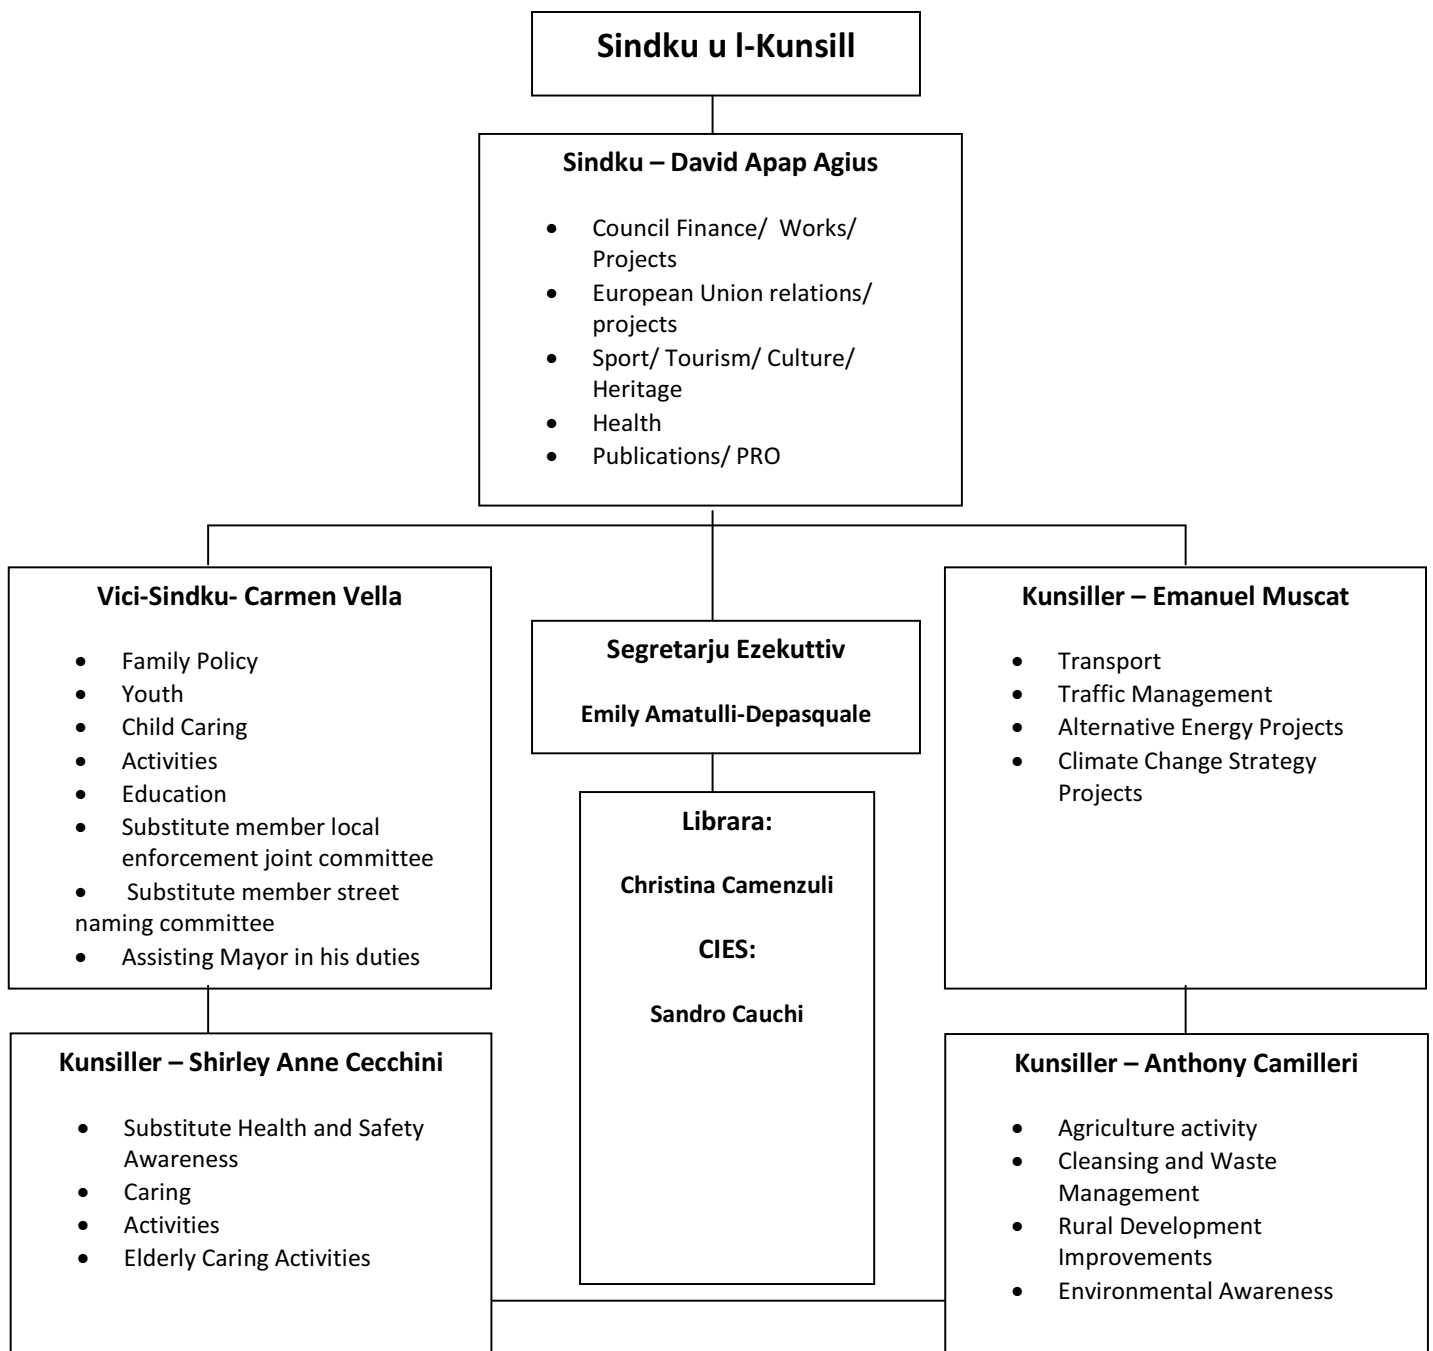 Sindku u l-Kunsill
Sindku – David Apap Agius
• Council Finance/ Works/
Projects
• European Union relations/
projects
• Sport/ Tourism/ Culture/
Heritage
• Health
• Publications/ PRO
Vici-Sindku- Carmen Vella
• Family Policy
• Youth
• Child Caring
• Activities
• Education
• Substitute member local
enforcement joint committee
• Substitute member street
naming committee
• Assisting Mayor in his duties
Segretarju Ezekuttiv
Emily Amatulli-Depasquale
Kunsiller – Emanuel Muscat
• Transport
• Traffic Management
• Alternative Energy Projects
• Climate Change Strategy
Projects
Librara:
Christina Camenzuli
CIES:
Sandro Cauchi
Kunsiller – Shirley Anne Cecchini
• Substitute Health and Safety
Awareness
• Caring
• Activities
• Elderly Caring Activities
Kunsiller – Anthony Camilleri
• Agriculture activity
• Cleansing and Waste
Management
• Rural Development
Improvements
• Environmental Awareness